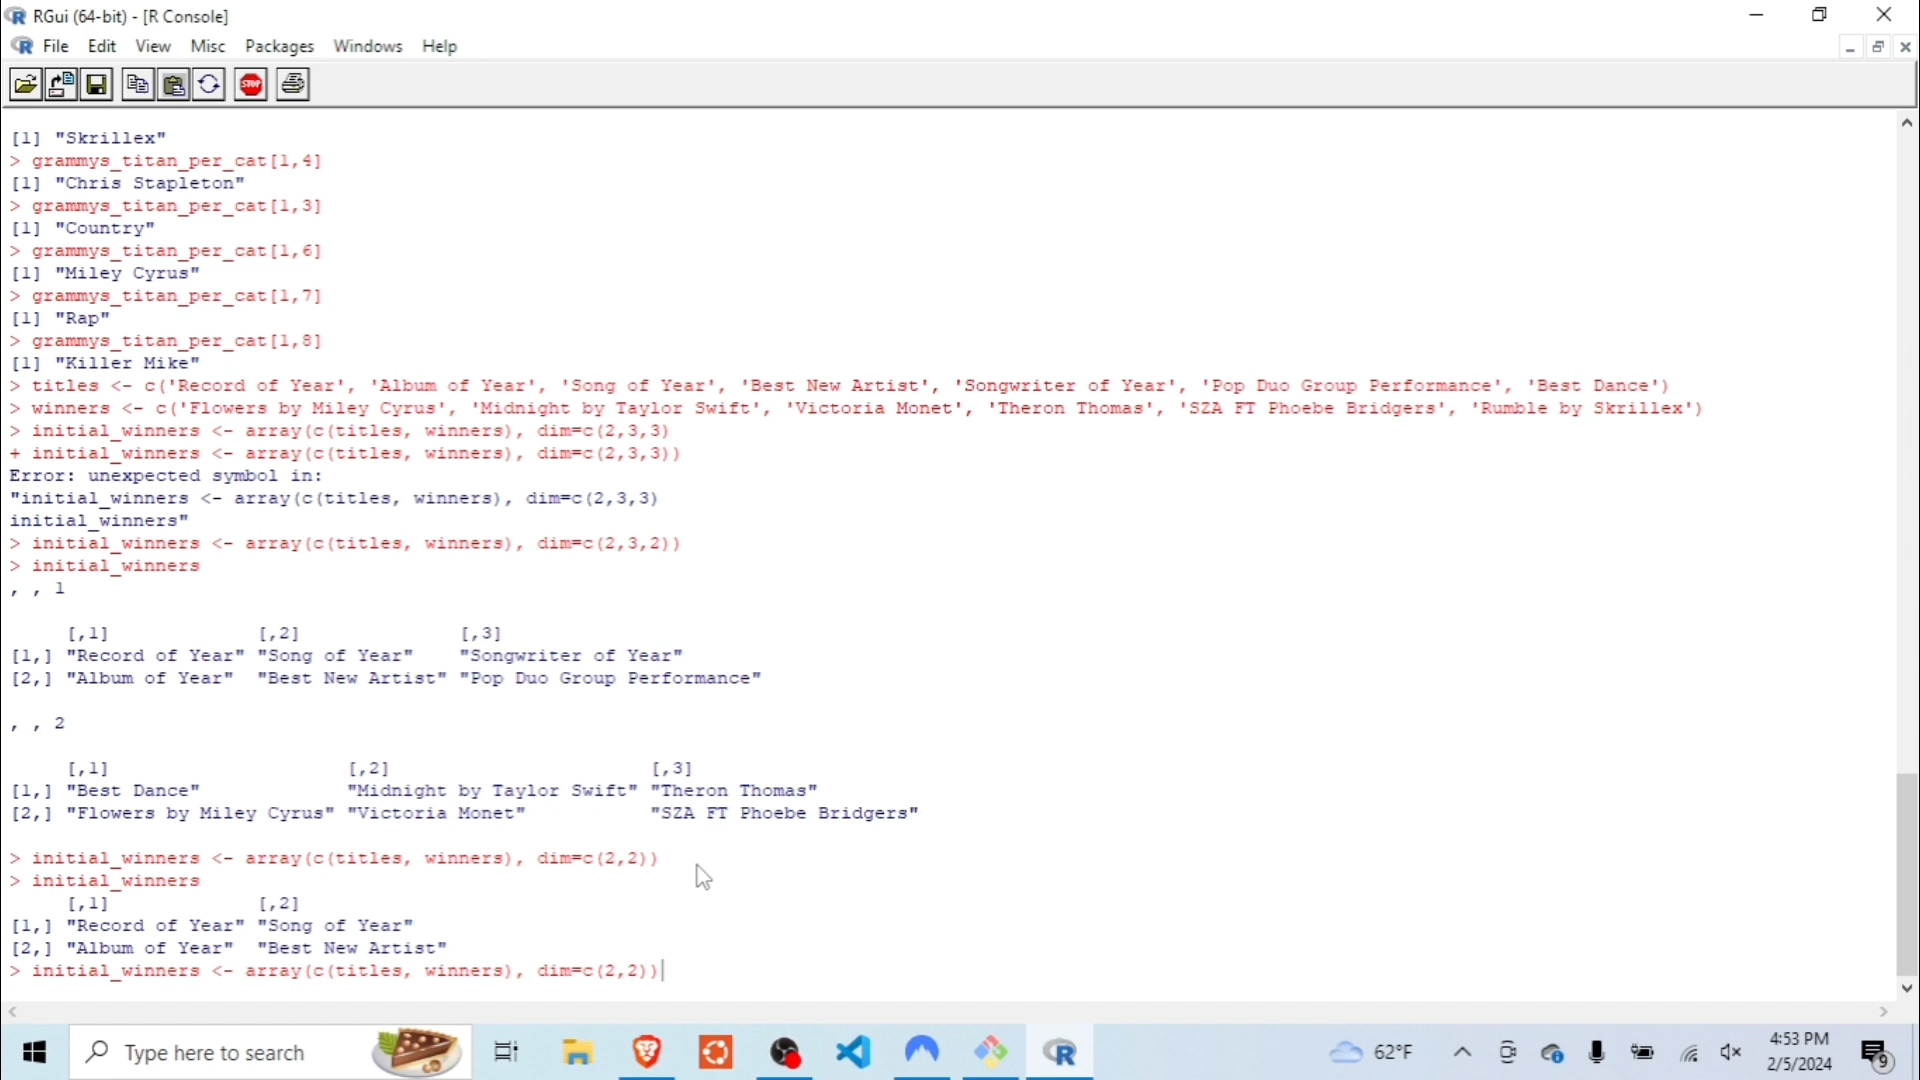 RGui (64-bit) - [R Console]
File Edit View Misc Packages Windows Help
STOP
[1] "Skrillex"
> grammys_titan_per_cat[1,4]
[1] "Chris Stapleton"
> grammys_titan_per_cat[1,3]
[1] "Country"
> grammys_titan_per_cat[1,6]
[1] "Miley Cyrus"
> grammys_titan_per_cat[1,7]
[1] "Rap"
> grammys_titan_per_cat[1,8]
[1] "Killer Mike"
> titles <- c('Record of Year', 'Album of Year', 'Song of Year', 'Best New Artist', 'Songwriter of Year', 'Pop Duo Group Performance', 'Best Dance')
> winners <- c('Flowers by Miley Cyrus', 'Midnight by Taylor Swift', 'Victoria Monet', 'Theron Thomas', 'SZA FT Phoebe Bridgers', 'Rumble by Skrillex')
> initial_winners <- array(c(titles, winners), dim=c(2,3,3)
+ initial_winners <- array(c(titles, winners), dim=c(2,3,3))
Error: unexpected symbol in:
"initial_winners <- array(c(titles, winners), dim=c(2,3,3)
initial_winners"
> initial_winners <- array(c(titles, winners), dim=c(2,3,2))
> initial_winners
, , 1
[,1] [,2] [,3]
[1,] "Record of Year" "Song of Year" "Songwriter of Year"
[2,] "Album of Year" "Best New Artist" "Pop Duo Group Performance"
, , 2
[,1] [,2] [,3]
[1,] "Best Dance" "Midnight by Taylor Swift" "Theron Thomas"
[2,] "Flowers by Miley Cyrus" "Victoria Monet" "SZA FT Phoebe Bridgers"
> initial_winners <- array(c(titles, winners), dim=c(2,2))
> initial_winners
[,1] [,2]
[1,] "Record of Year" "Song of Year"
[2,] "Album of Year" "Best New Artist"
> initial_winners <- array(c(titles, winners), dim=c(2,2))
Type here to search
62°F
4:53 PM
2/5/2024
9